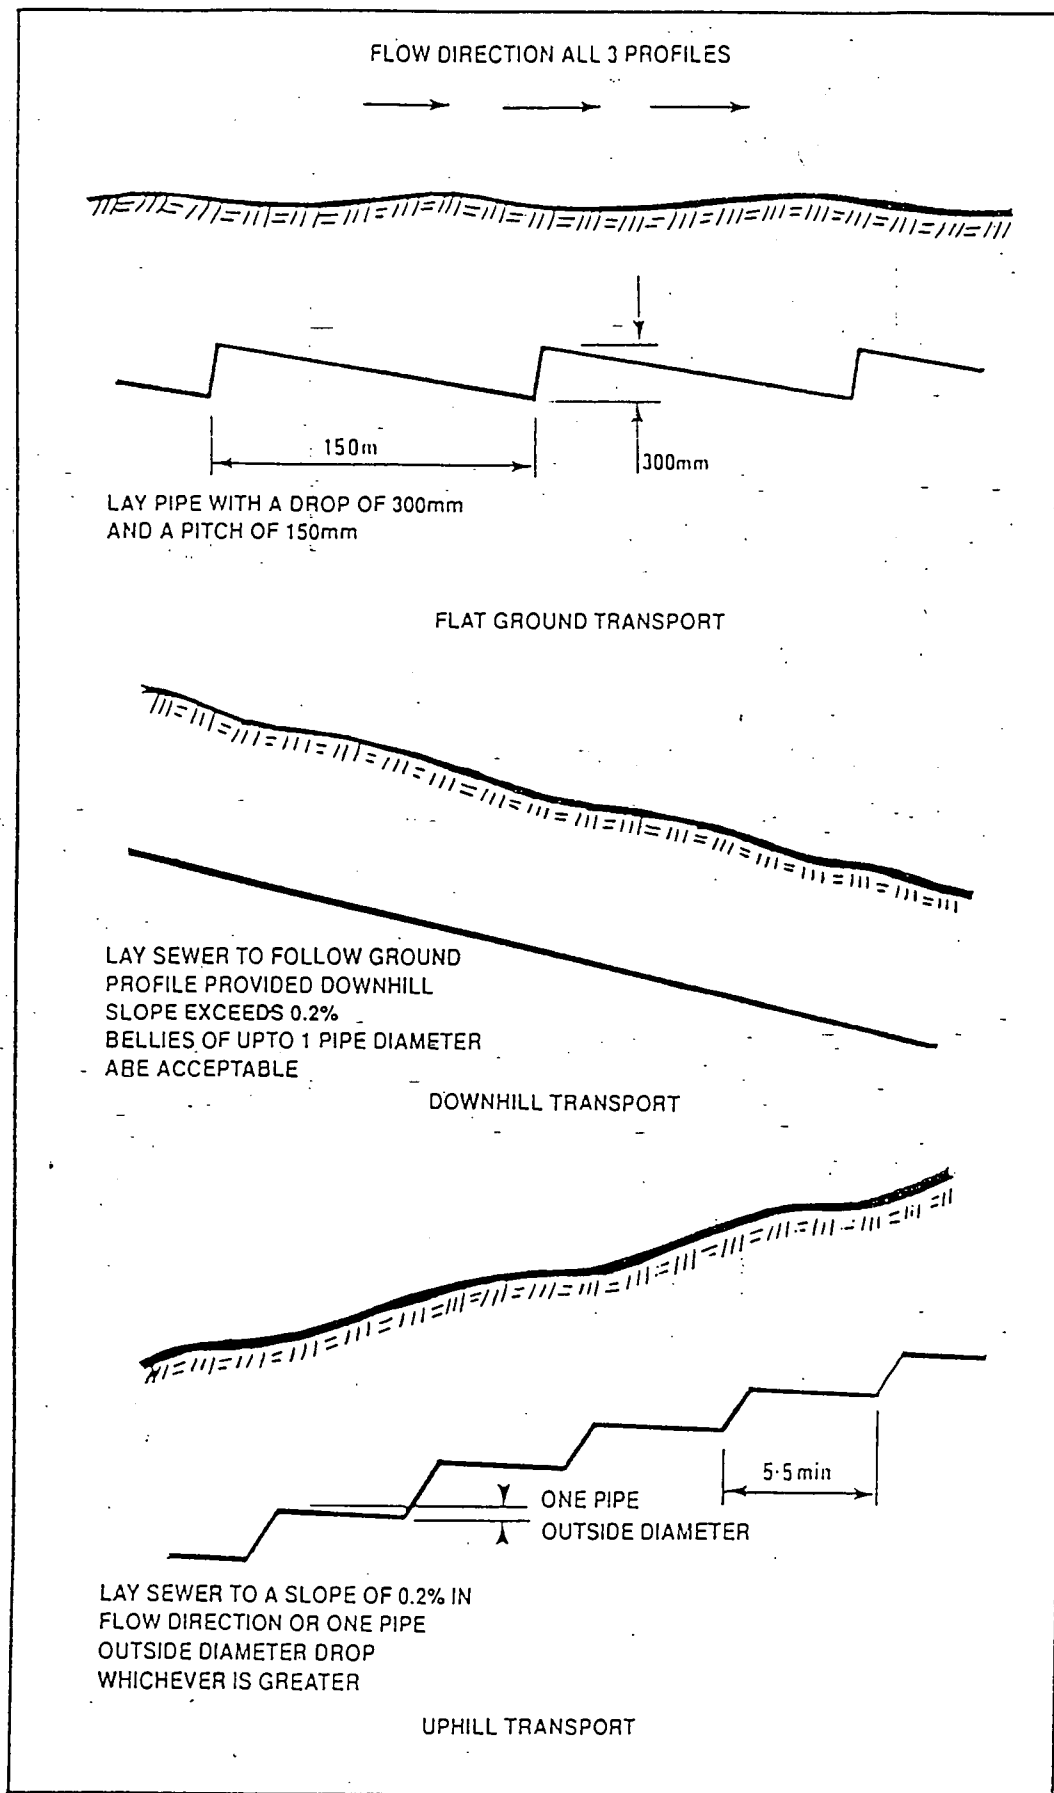 FLOW DIRECTION ALL 3 PROFILES
150m
300mm
LAY PIPE WITH A DROP OF 300mm
AND A PITCH OF 150mm
FLAT GROUND TRANSPORT
LAY SEWER TO FOLLOW GROUND
PROFILE PROVIDED DOWNHILL
SLOPE EXCEEDS 0.2%
BELLIES OF UPTO 1 PIPE DIAMETER
ABE ACCEPTABLE
DOWNHILL TRANSPORT
5·5min
ONE PIPE
OUTSIDE DIAMETER
LAY SEWER TO A SLOPE OF 0.2% IN
FLOW DIRECTION OR ONE PIPE
OUTSIDE DIAMETER DROP
WHICHEVER IS GREATER
UPHILL TRANSPORT